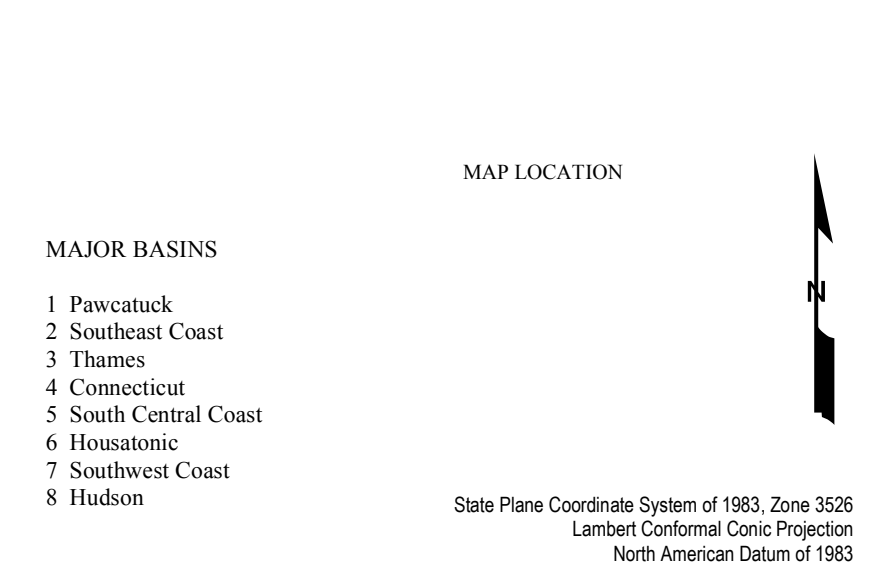 MAP LOCATION
MAJOR BASINS
1 Pawcatuck
2 Southeast Coast
3 Thames
4 Connecticut
5 South Central Coast
6 Housatonic
7 Southwest Coast
8 Hudson
N
State Plane Coordinate System of 1983, Zone 3526
Lambert Conformal Conic Projection
North American Datum of 1983